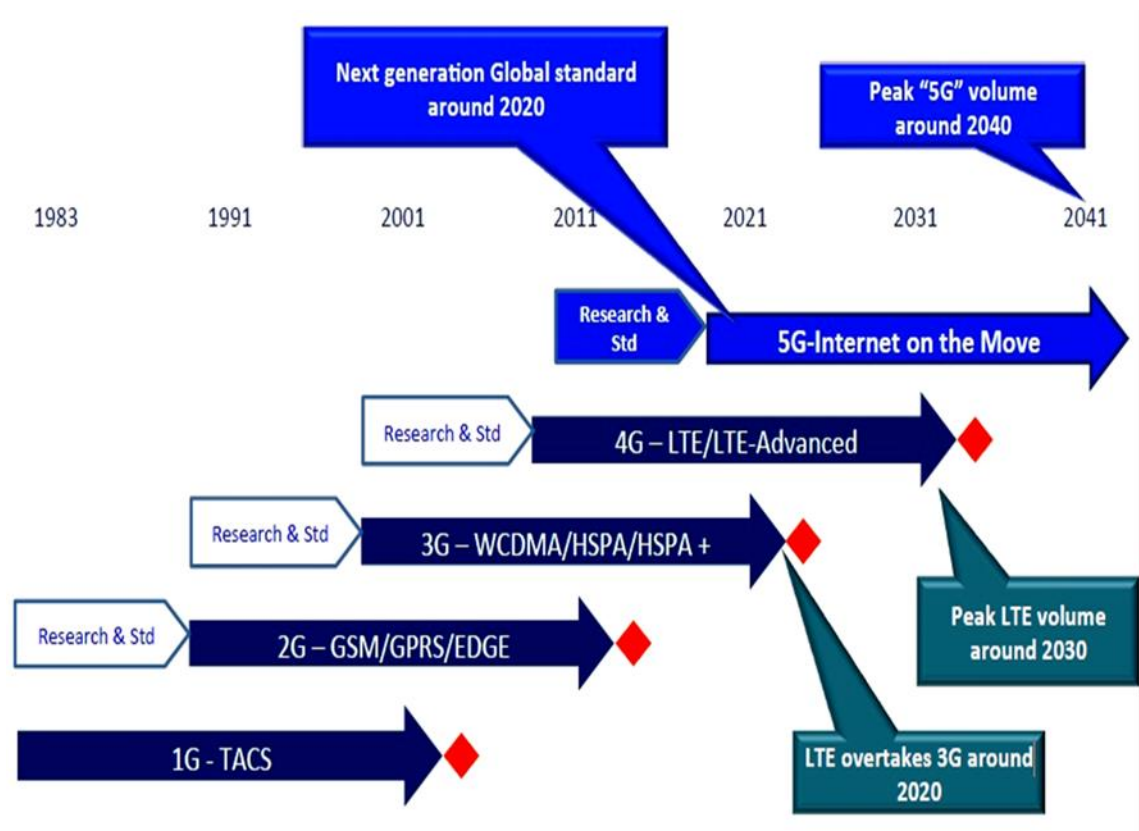 Next generation Global standard
around 2020
Peak “5G” volume
around 2040
1983
1991
2001
2011
2021
2031
2041
Research &
Std
5G-Internet on the Move
Research & Std
4G – LTE/LTE-Advanced
Research & Std
3G – WCDMA/HSPA/HSPA +
Peak LTE volume
around 2030
Research & Std
2G – GSM/GPRS/EDGE
1G - TACS
LTE overtakes 3G around
2020